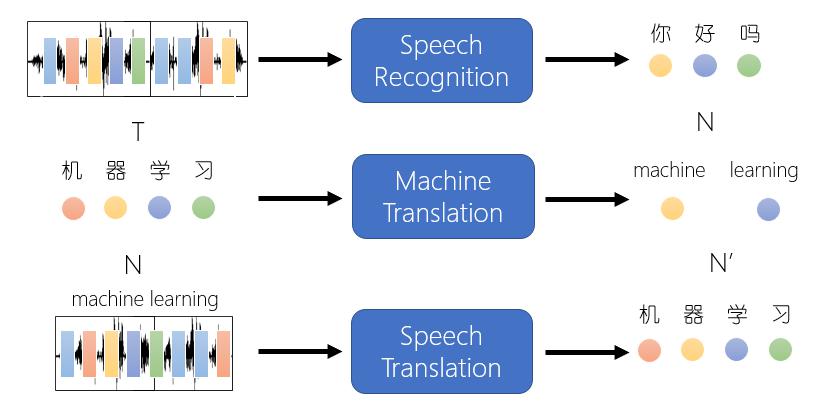 Speech
Recognition
你 好 吗
T
N
机 器 学 习
Machine
Translation
machine learning
N
N'
machine learning
Speech
Translation
机 器 学 习